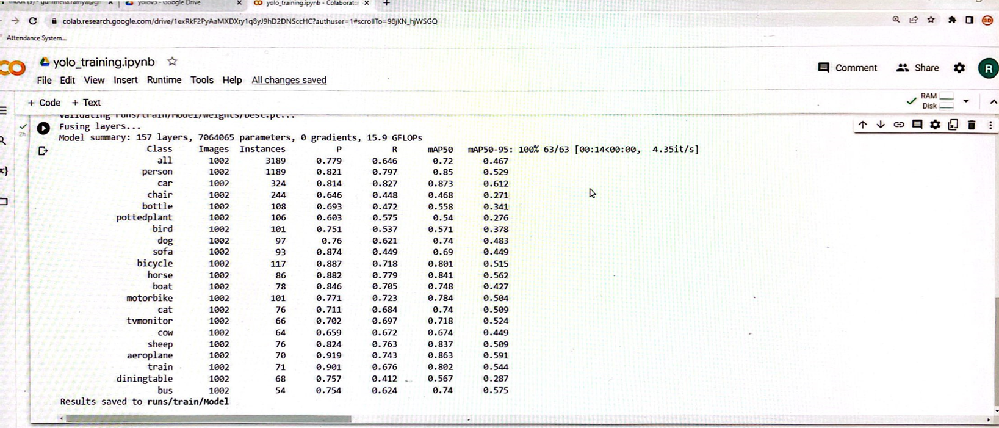 yolov3 - Google Drive
yolo_training.ipynb - Colaborato
colab.research.google.com/drive/1exRkF2PyAaMXDXry1q8yJ9hD2DNSccHC?authuser=1#scrollTo=98jKN_hjWSGQ
Attendance System...
yolo_training.ipynb
File Edit View Insert Runtime Tools Help All changes saved
Comment Share R
+ Code + Text
RAM
Disk
Validating runs/train/Model/weights/best.pt...
2h
Fusing layers...
Model summary: 157 layers, 7064065 parameters, 0 gradients, 15.9 GFLOPs
Class Images Instances P R mAP50 mAP50-95: 100% 63/63 [00:14<00:00, 4.35it/s]
all 1002 3189 0.779 0.646 0.72 0.467
person 1002 1189 0.821 0.797 0.85 0.529
car 1002 324 0.814 0.827 0.873 0.612
chair 1002 244 0.646 0.448 0.468 0.271
bottle 1002 108 0.693 0.472 0.558 0.341
pottedplant 1002 106 0.603 0.575 0.54 0.276
bird 1002 101 0.751 0.537 0.571 0.378
dog 1002 97 0.76 0.621 0.74 0.483
sofa 1002 93 0.874 0.449 0.69 0.449
bicycle 1002 117 0.887 0.718 0.801 0.515
horse 1002 86 0.882 0.779 0.841 0.562
boat 1002 78 0.846 0.705 0.748 0.427
motorbike 1002 101 0.771 0.723 0.784 0.504
cat 1002 76 0.711 0.684 0.74 0.509
tvmonitor 1002 66 0.702 0.697 0.718 0.524
cow 1002 64 0.659 0.672 0.674 0.449
sheep 1002 76 0.824 0.763 0.837 0.509
aeroplane 1002 70 0.919 0.743 0.863 0.591
train 1002 71 0.901 0.676 0.802 0.544
diningtable 1002 68 0.757 0.412 0.567 0.287
bus 1002 54 0.754 0.624 0.74 0.575
Results saved to runs/train/Model